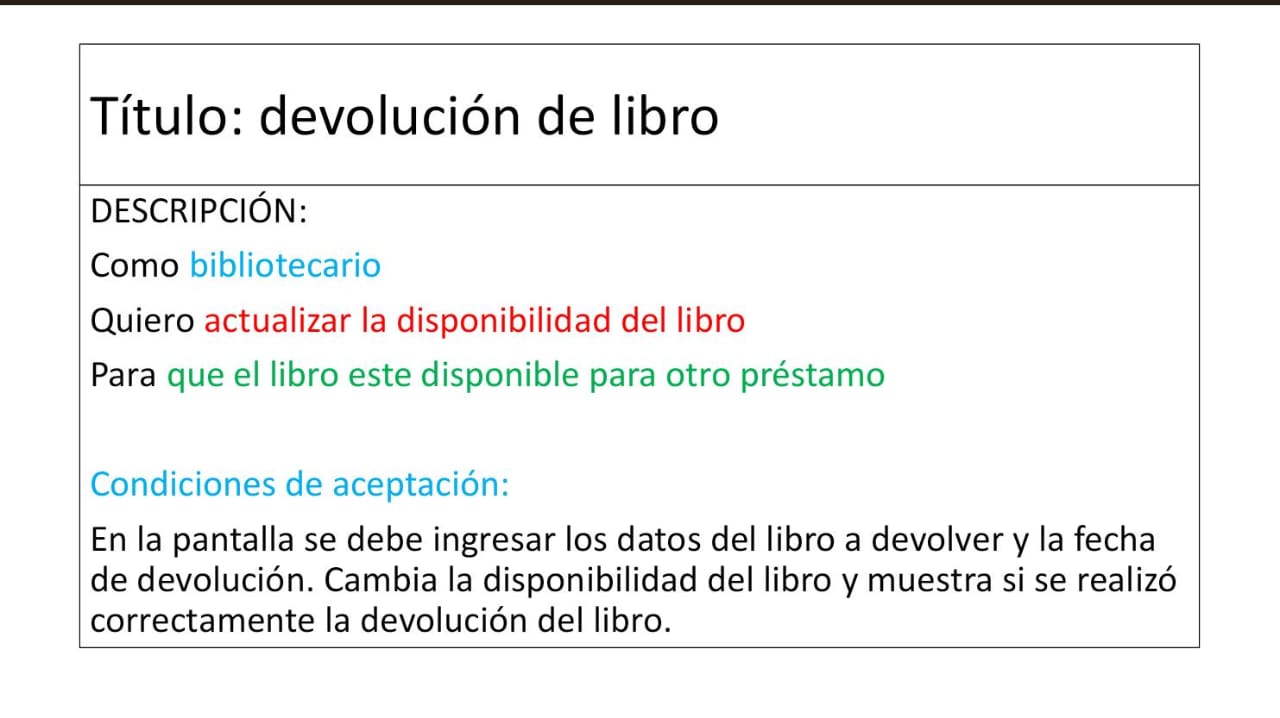 Título: devolución de libro
DESCRIPCIÓN:
Como bibliotecario
Quiero actualizar la disponibilidad del libro
Para que el libro este disponible para otro préstamo
Condiciones de aceptación:
En la pantalla se debe ingresar los datos del libro a devolver y la fecha
de devolución. Cambia la disponibilidad del libro y muestra si se realizó
correctamente la devolución del libro.